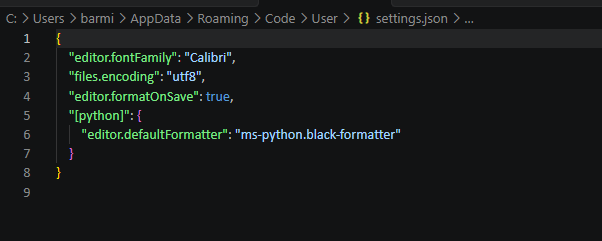 C: > Users > barmi > AppData > Roaming > Code > User > {} settings.json > ...
1 {
2 "editor.fontFamily": "Calibri",
3 "files.encoding": "utf8",
4 "editor.formatOnSave": true,
5 "[python]": {
6 "editor.defaultFormatter": "ms-python.black-formatter"
7 }
8 }
9